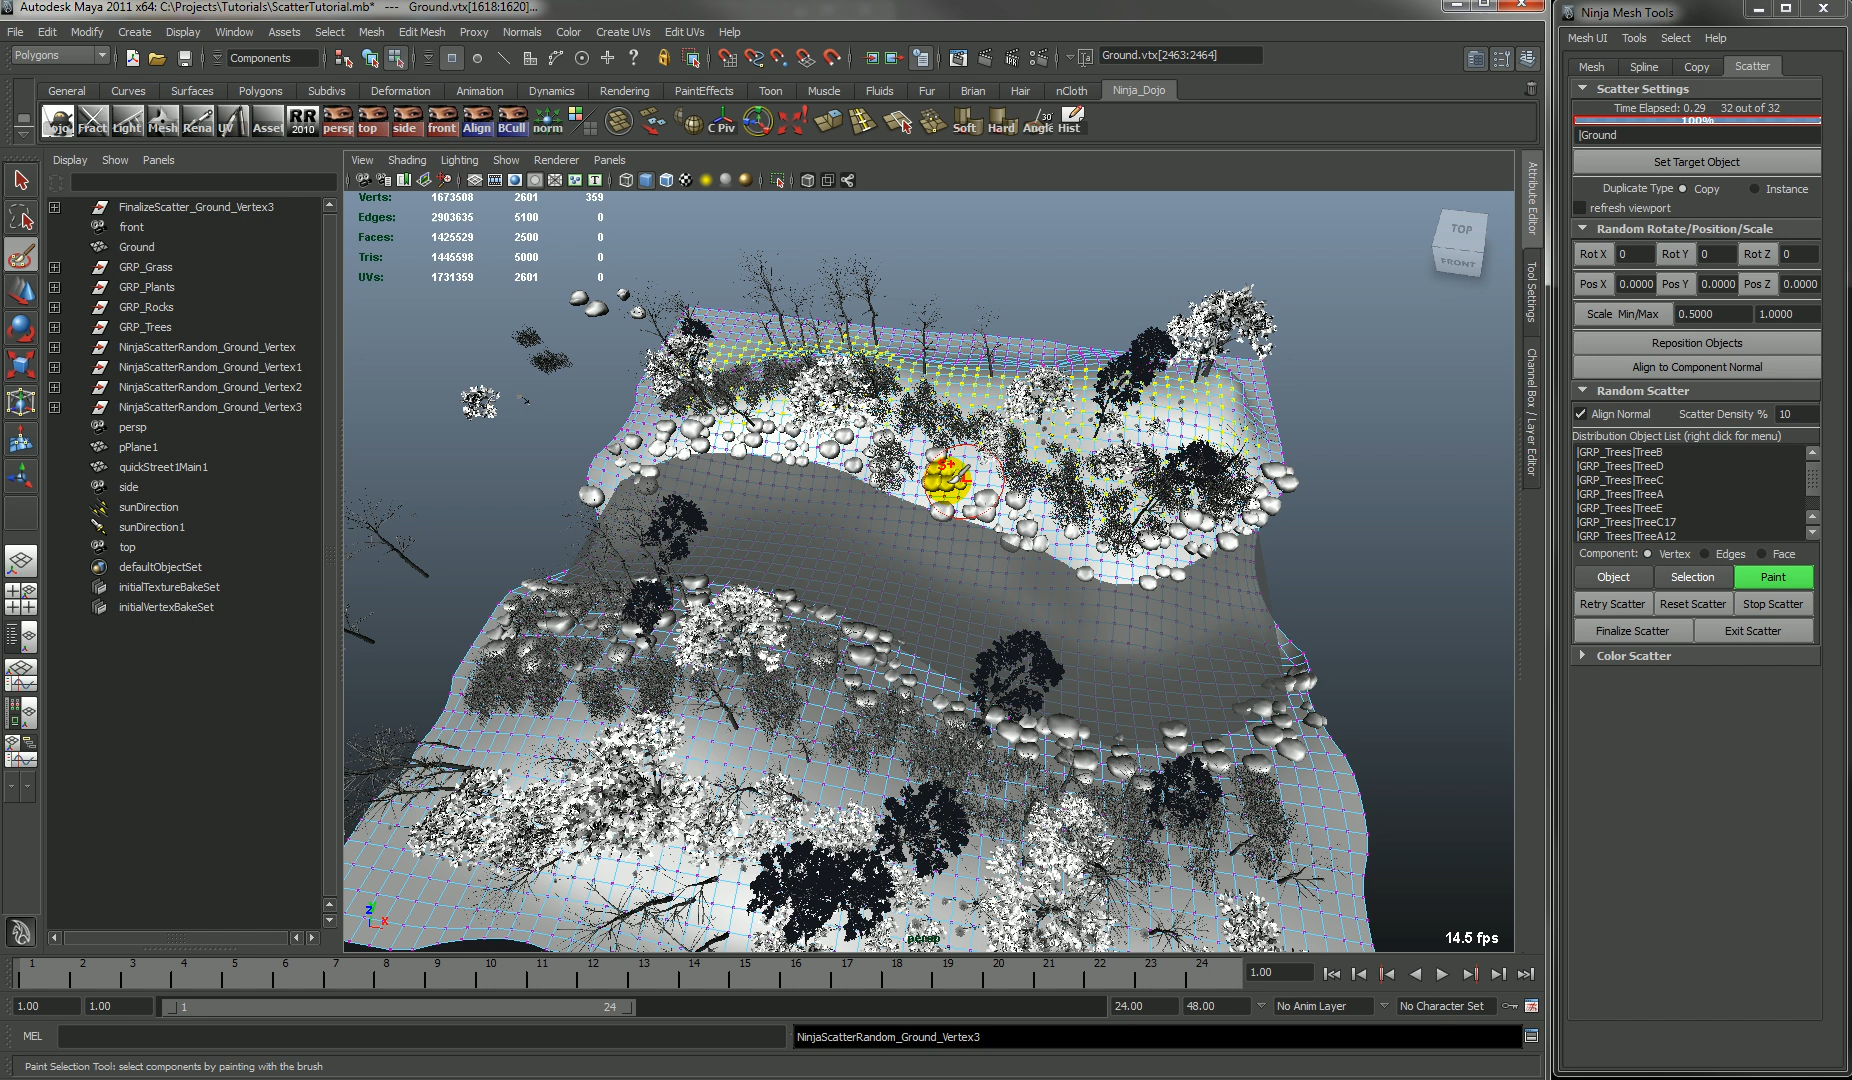 Autodesk Maya 2011 x64: C:\Projects\Tutorials\ScatterTutorial.mb* --- Ground.vtx[1618:1620]...
File Edit Modify Create Display Window Assets Select Mesh Edit Mesh Proxy Normals Color Create UVs Edit UVs Help
Polygons Components Ground.vtx[2463:2464]
General Curves Surfaces Polygons Subdivs Deformation Animation Dynamics Rendering PaintEffects Toon Muscle Fluids Fur Brian Hair nCloth Ninja_Dojo
Fract Light Mesh Rena UV Asset RR 2010 persp top side front Align BCull norm C Piv Soft Hard Angle 30 Hist
Display Show Panels
FinalizeScatter_Ground_Vertex3
front
Ground
GRP_Grass
GRP_Plants
GRP_Rocks
GRP_Trees
NinjaScatterRandom_Ground_Vertex
NinjaScatterRandom_Ground_Vertex1
NinjaScatterRandom_Ground_Vertex2
NinjaScatterRandom_Ground_Vertex3
persp
pPlane1
quickStreet1Main1
side
sunDirection
sunDirection1
top
defaultObjectSet
initialTextureBakeSet
initialVertexBakeSet
View Shading Lighting Show Renderer Panels
Verts: 1673508 2601 359
Edges: 2903635 5100 0
Faces: 1425529 2500 0
Tris: 1445598 5000 0
UVs: 1731359 2601 0
TOP
FRONT
S+
z y x
persp
14.5 fps
Attribute Editor
Tool Settings
Channel Box / Layer Editor
Ninja Mesh Tools
Mesh UI Tools Select Help
Mesh Spline Copy Scatter
Scatter Settings
Time Elapsed: 0.29 32 out of 32
100%
|Ground
Set Target Object
Duplicate Type Copy Instance
refresh viewport
Random Rotate/Position/Scale
Rot X 0 Rot Y 0 Rot Z 0
Pos X 0.0000 Pos Y 0.0000 Pos Z 0.0000
Scale Min/Max 0.5000 1.0000
Reposition Objects
Align to Component Normal
Random Scatter
Align Normal Scatter Density % 10
Distribution Object List (right click for menu)
|GRP_Trees|TreeB
|GRP_Trees|TreeD
|GRP_Trees|TreeC
|GRP_Trees|TreeA
|GRP_Trees|TreeE
|GRP_Trees|TreeC17
|GRP_Trees|TreeA12
Component: Vertex Edges Face
Object Selection Paint
Retry Scatter Reset Scatter Stop Scatter
Finalize Scatter Exit Scatter
Color Scatter
1 2 3 4 5 6 7 8 9 10 11 12 13 14 15 16 17 18 19 20 21 22 23 24 1.00
1.00 1.00 1 24 24.00 48.00 No Anim Layer No Character Set
MEL NinjaScatterRandom_Ground_Vertex3
Paint Selection Tool: select components by painting with the brush